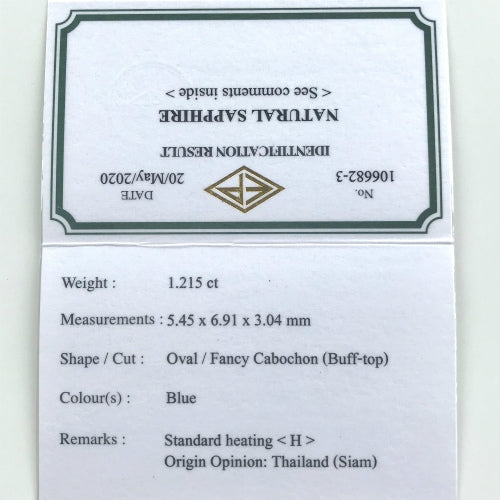 No. DATE
106682-3 20/May/2020
IDENTIFICATION RESULT
NATURAL SAPPHIRE
< See comments inside >
Weight : 1.215 ct
Measurements : 5.45 x 6.91 x 3.04 mm
Shape / Cut : Oval / Fancy Cabochon (Buff-top)
Colour(s) : Blue
Remarks : Standard heating < H >
Origin Opinion: Thailand (Siam)